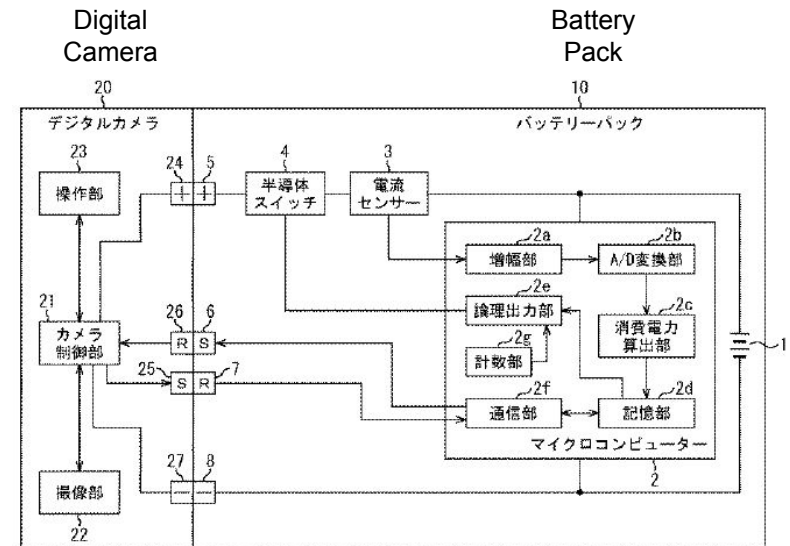 Digital
Camera
Battery
Pack
20
10
デジタルカメラ
バッテリーパック
23
24
5
4
3
操作部
半導体
スイッチ
電流
センサー
2a
2b
増幅部
A/D変換部
2e
論理出力部
2c
消費電力
算出部
21
カメラ
制御部
26
6
R
S
2g
計数部
1
25
7
S
R
2f
2d
通信部
記憶部
マイクロコンピューター
27
8
2
撮像部
22